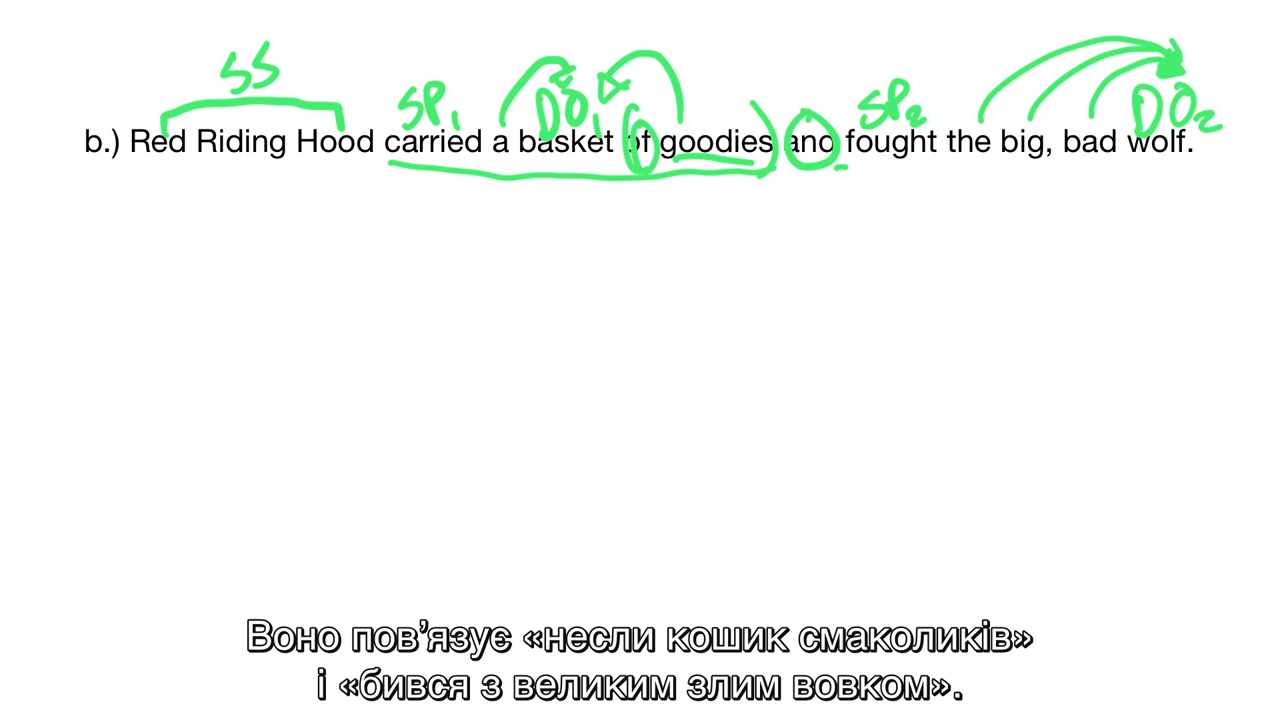 SS SP₁ DO₁ SP₂ DO₂
b.) Red Riding Hood carried a basket of goodies and fought the big, bad wolf.
Воно пов’язує «несли кошик смаколиків»
і «бився з великим злим вовком».